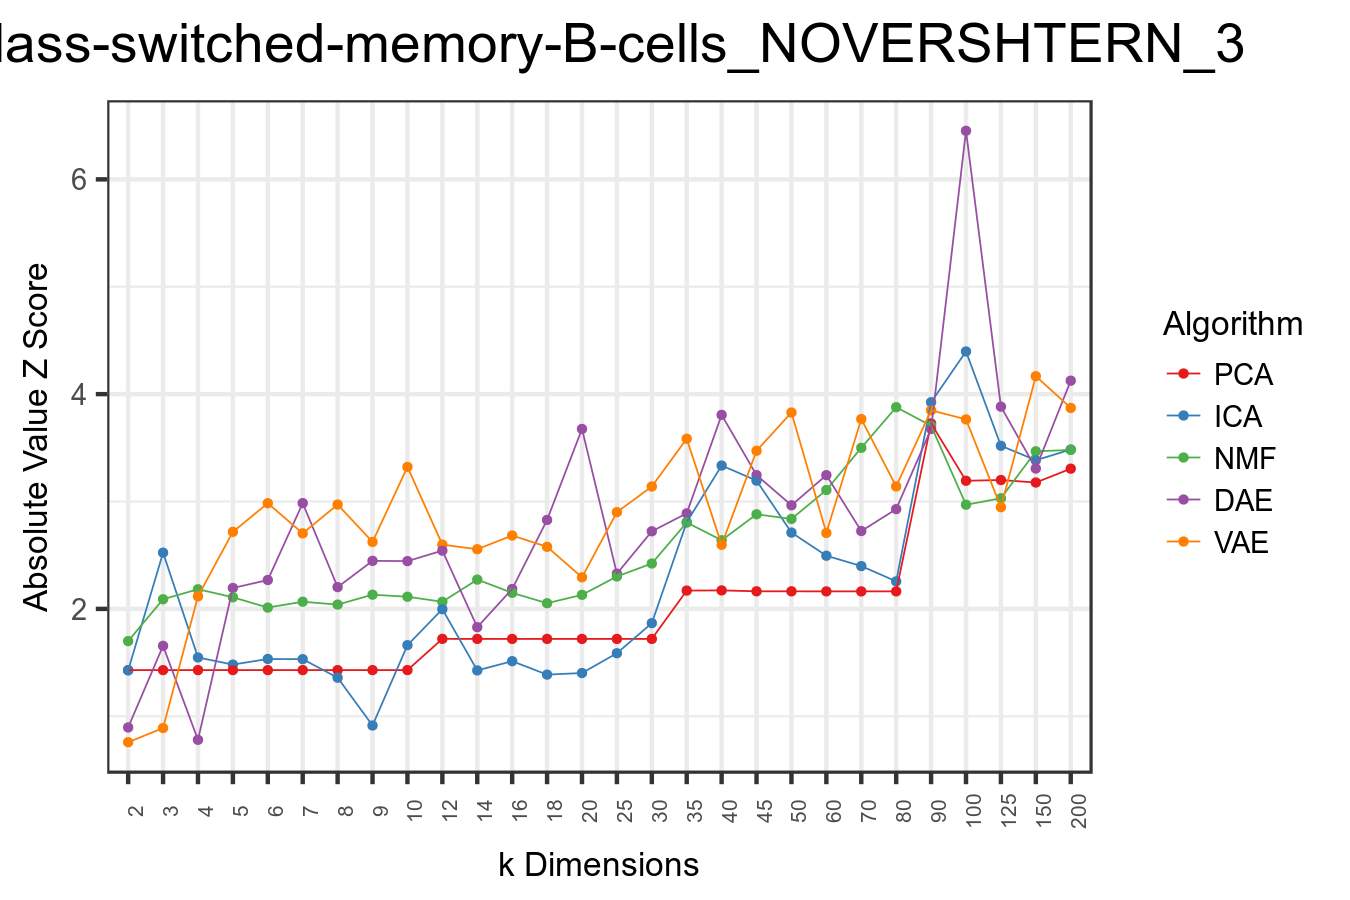 lass-switched-memory-B-cells_NOVERSHTERN_3
Absolute Value Z Score
6
4
2
2 3 4 5 6 7 8 9 10 12 14 16 18 20 25 30 35 40 45 50 60 70 80 90 100 125 150 200
k Dimensions
Algorithm
PCA
ICA
NMF
DAE
VAE